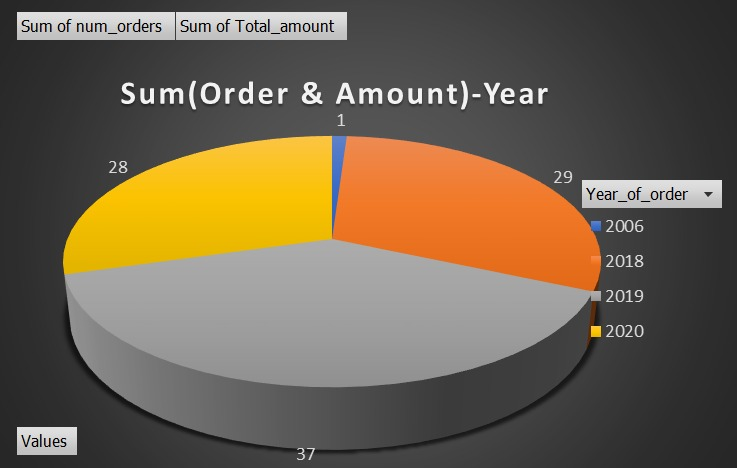 Sum of num_orders
Sum of Total_amount
Sum(Order & Amount)-Year
1
28
29
Year_of_order
2006
2018
2019
2020
Values
37